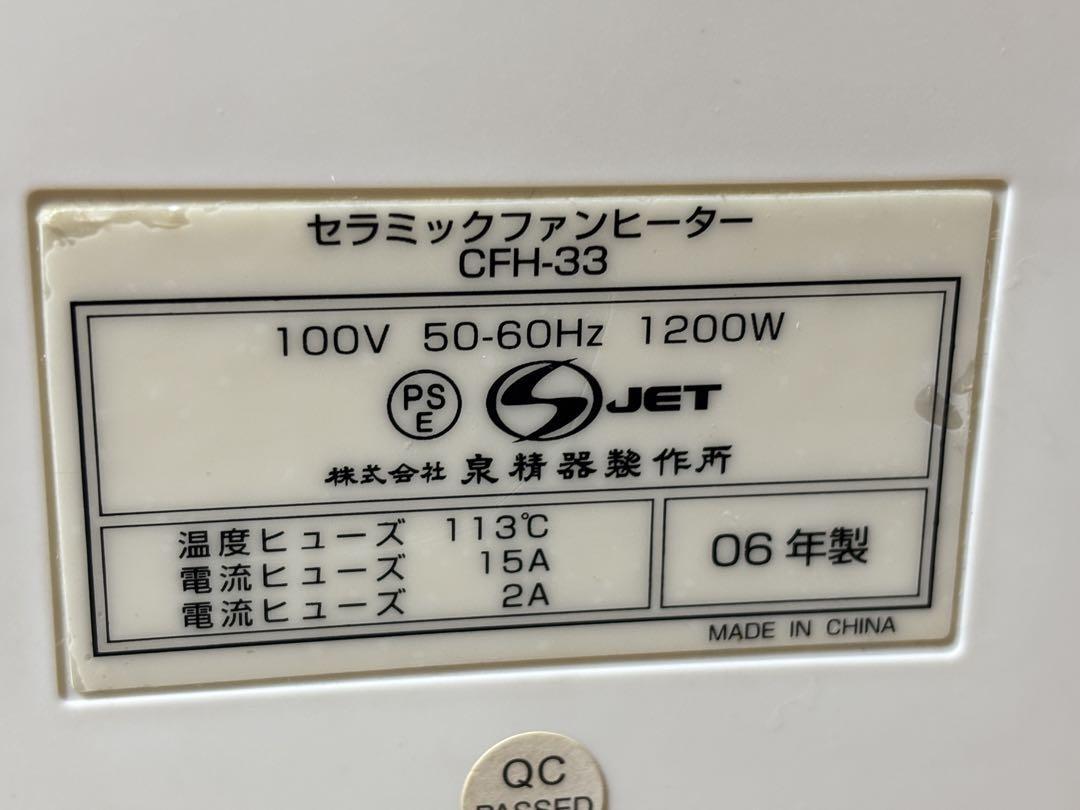 セラミックファンヒーター
CFH-33
100V 50-60Hz 1200W
PS
E
JET
株式会社 泉精器製作所
温度ヒューズ 113℃
電流ヒューズ 15A
電流ヒューズ 2A
06年製
MADE IN CHINA
QC
PASSED